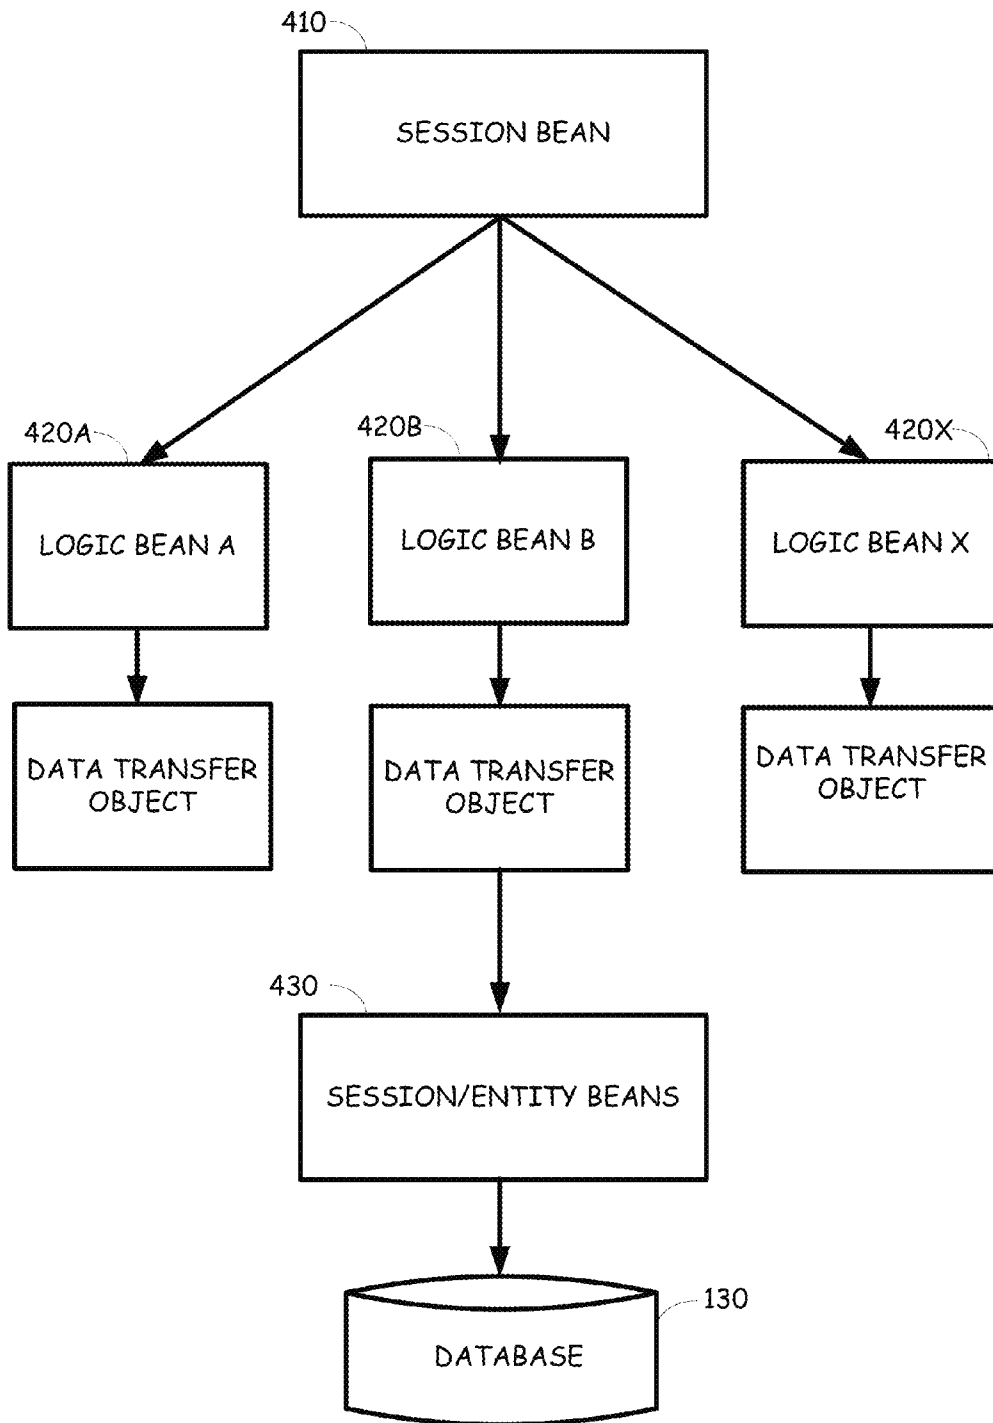 410
SESSION BEAN
420A
420B
420X
LOGIC BEAN A
LOGIC BEAN B
LOGIC BEAN X
DATA TRANSFER
OBJECT
DATA TRANSFER
OBJECT
DATA TRANSFER
OBJECT
430
SESSION/ENTITY BEANS
130
DATABASE